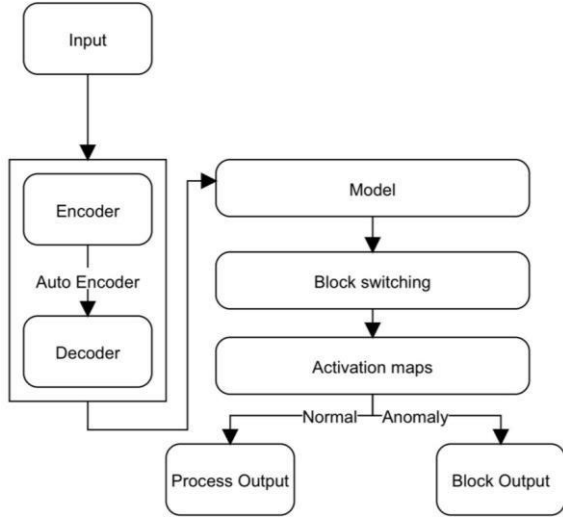 Input
Encoder
Auto Encoder
Decoder
Model
Block switching
Activation maps
Normal
Anomaly
Process Output
Block Output